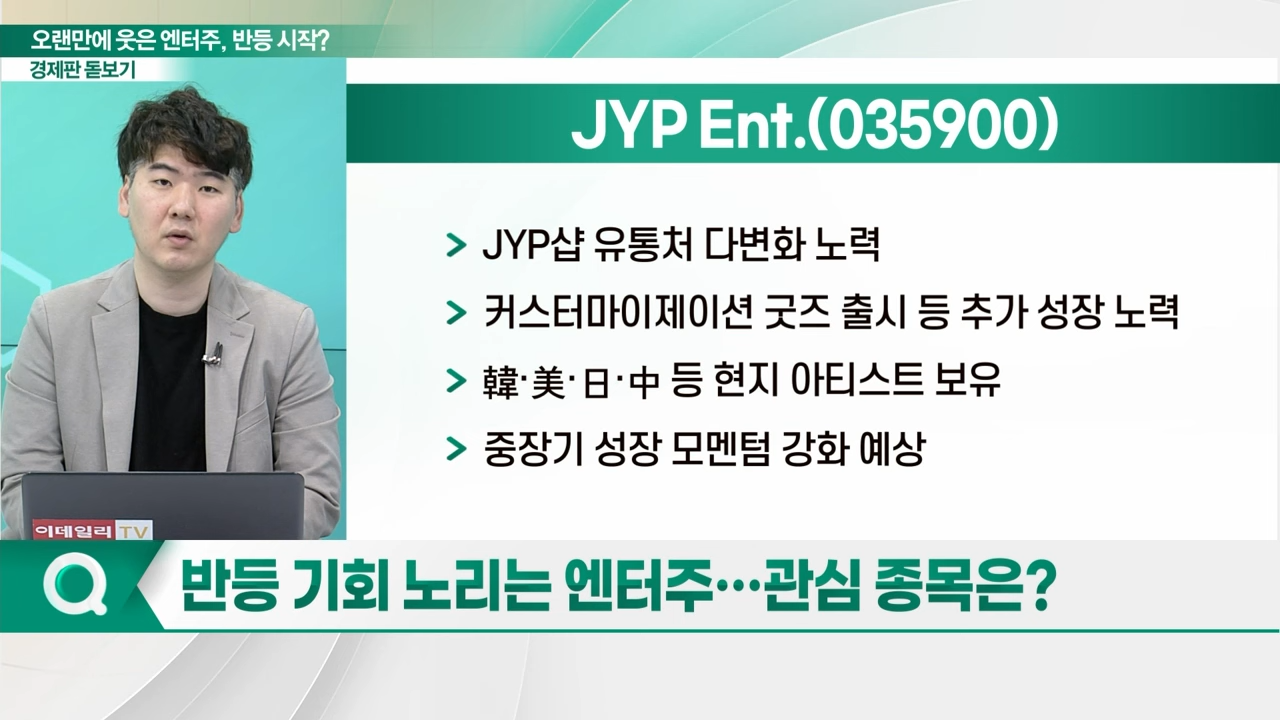 오랜만에 웃은 엔터주, 반등 시작?
경제판 돋보기
JYP Ent.(035900)
> JYP샵 유통처 다변화 노력
> 커스터마이제이션 굿즈 출시 등 추가 성장 노력
> 韓·美·日·中 등 현지 아티스트 보유
> 중장기 성장 모멘텀 강화 예상
이데일리 TV
반등 기회 노리는 엔터주…관심 종목은?